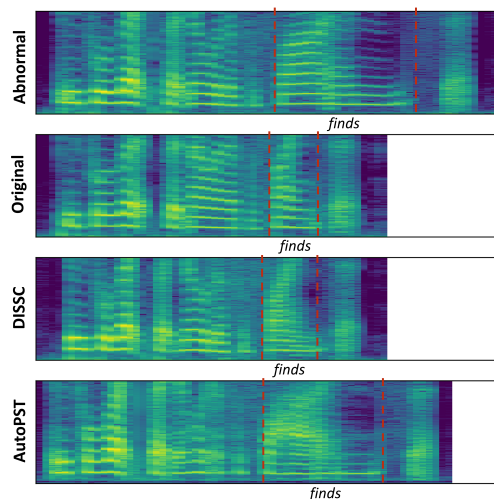 Abnormal
finds
Original
finds
DISSC
finds
AutoPST
finds